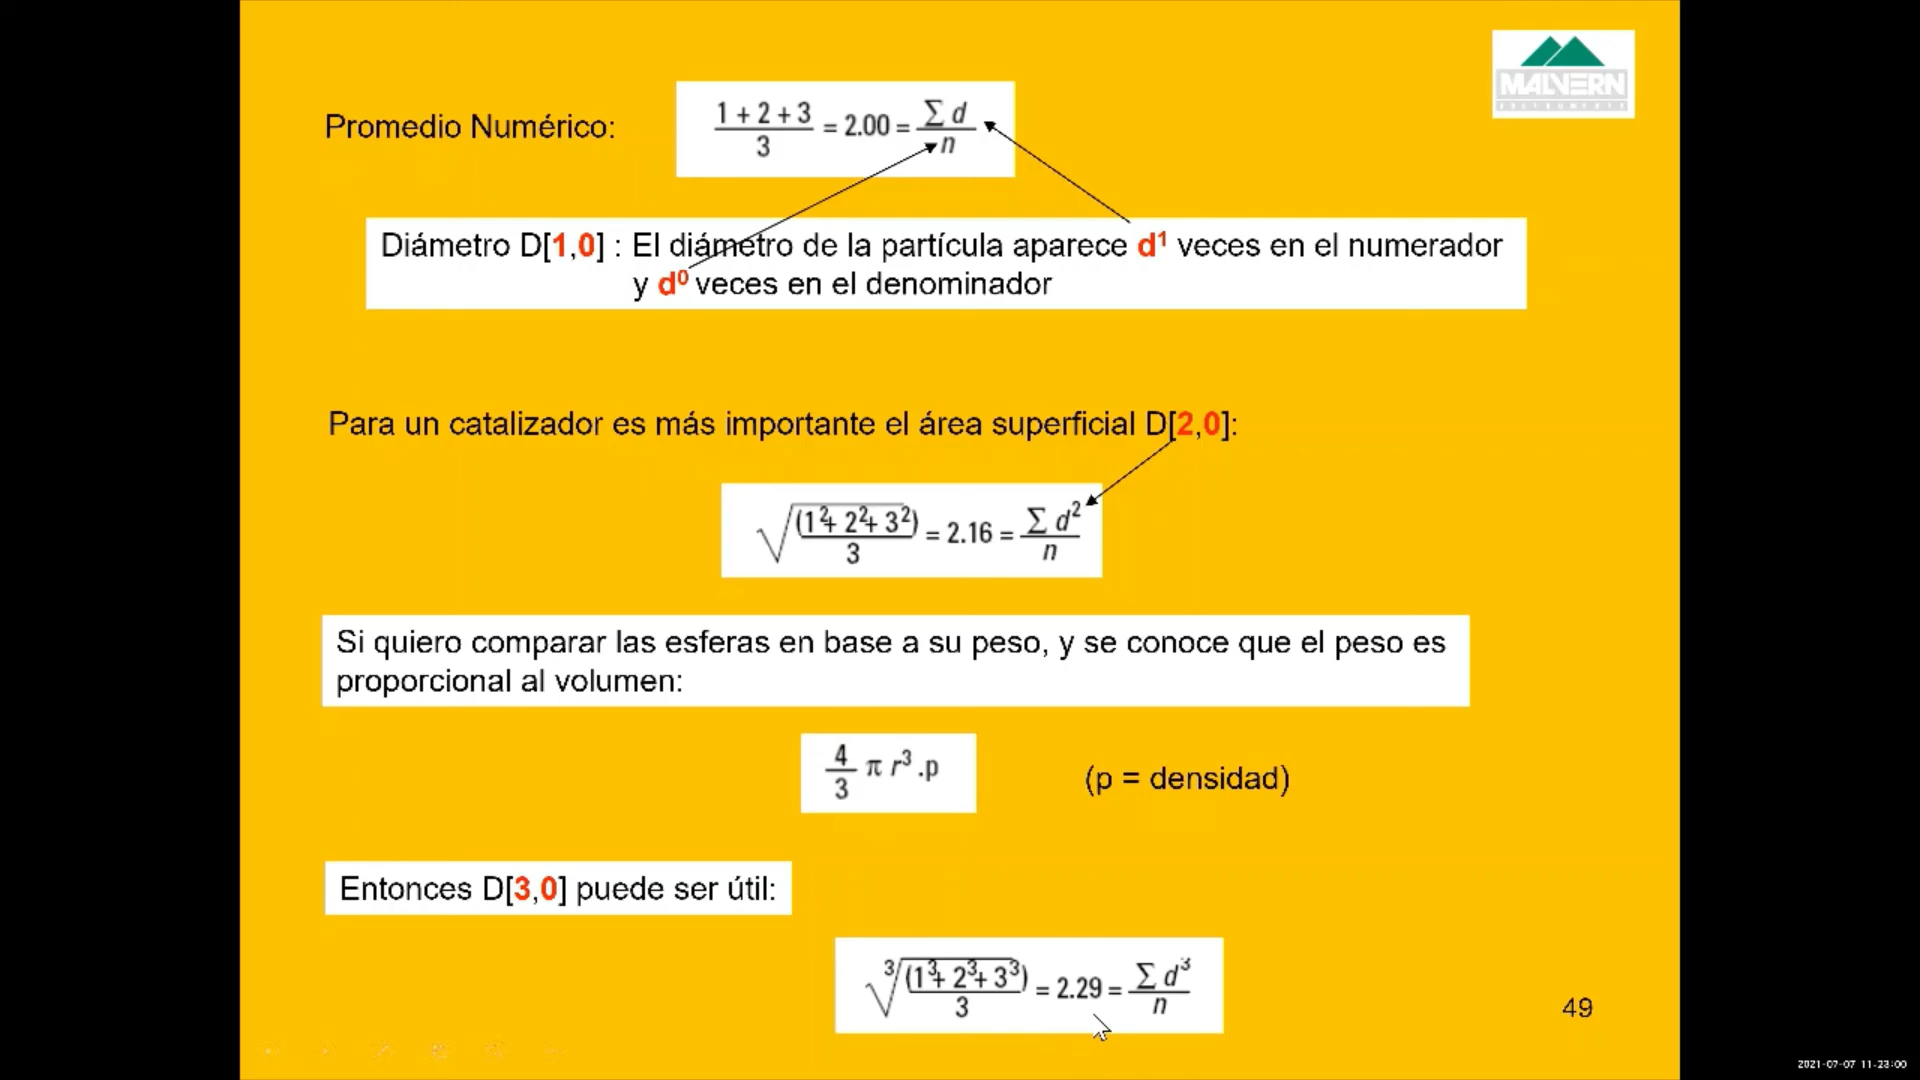 MALVERN
Promedio Numérico:
1 + 2 + 3 / 3 = 2.00 = Σ d / n
Diámetro D[1,0] : El diámetro de la partícula aparece d¹ veces en el numerador
y d⁰ veces en el denominador
Para un catalizador es más importante el área superficial D[2,0]:
√(1²+ 2²+ 3²) / 3 = 2.16 = Σ d² / n
Si quiero comparar las esferas en base a su peso, y se conoce que el peso es
proporcional al volumen:
4 / 3 π r³ .p
(p = densidad)
Entonces D[3,0] puede ser útil:
³√(1³+ 2³+ 3³) / 3 = 2.29 = Σ d³ / n
49
2021-07-07 11-23-00